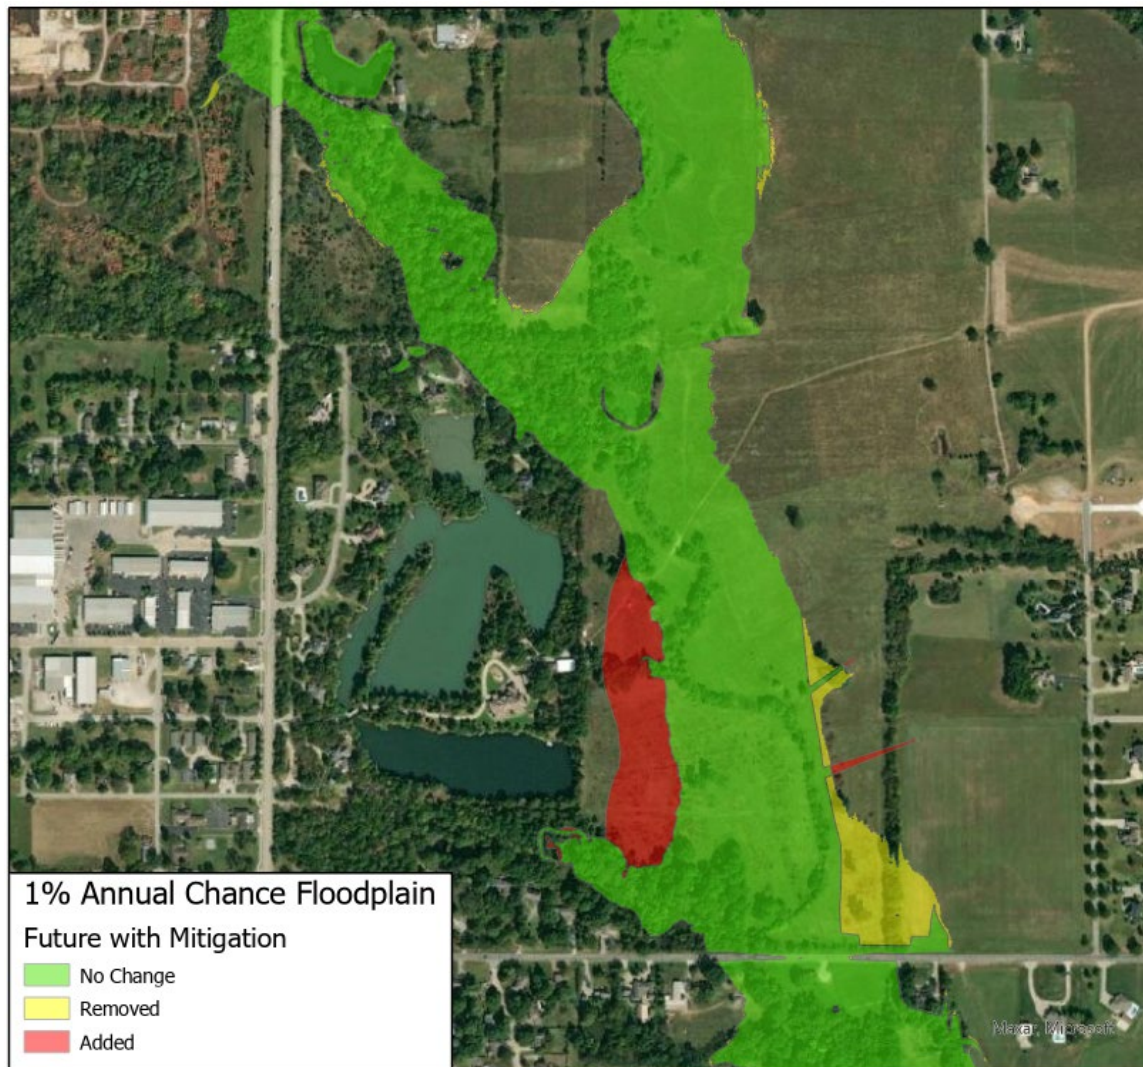 1% Annual Chance Floodplain
Future with Mitigation
No Change
Removed
Added
Maxar, Microsoft